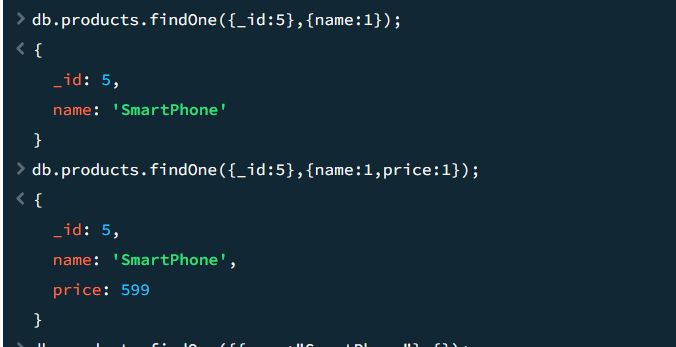 > db.products.findOne({_id:5},{name:1});
< {
_id: 5,
name: 'SmartPhone'
}
> db.products.findOne({_id:5},{name:1,price:1});
< {
_id: 5,
name: 'SmartPhone',
price: 599
}